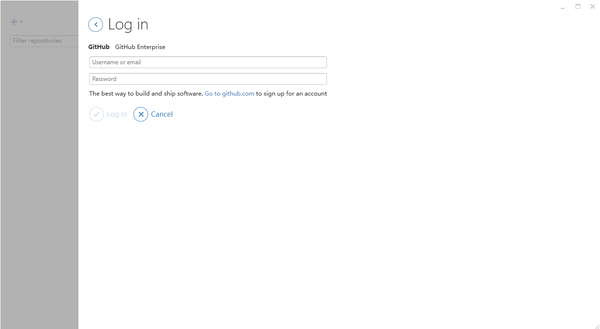 Log in
GitHub GitHub Enterprise
Filter repositories
Username or email
Password
The best way to build and ship software. Go to github.com to sign up for an account
Log in Cancel